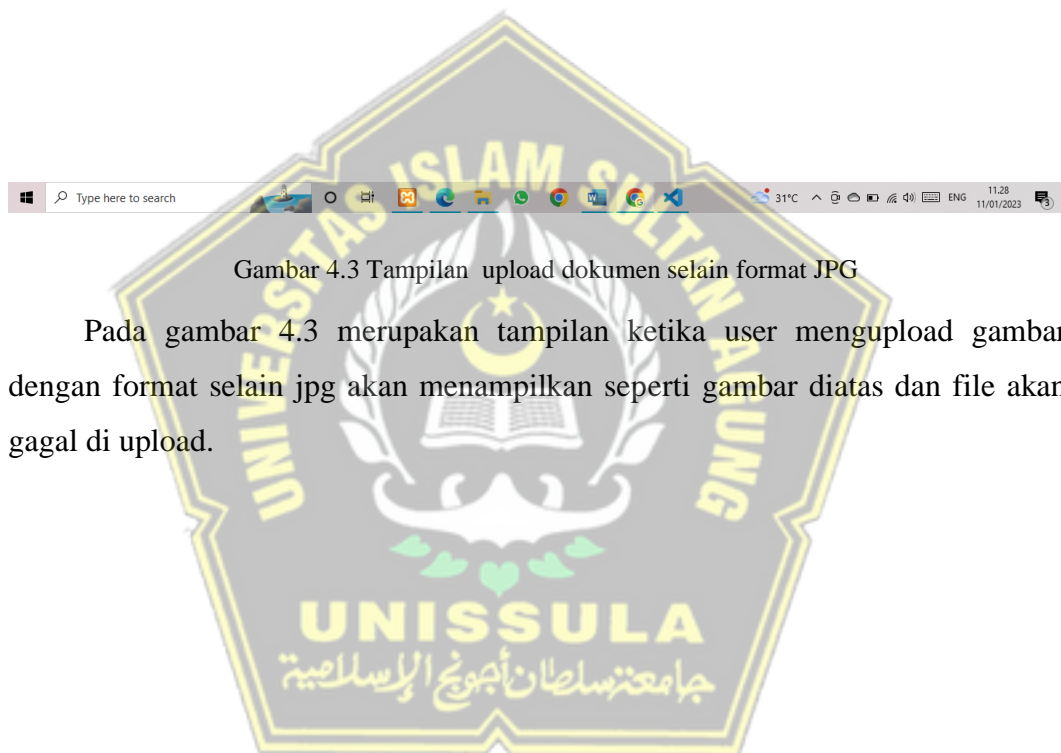 Type here to search
31°C
ENG
11.28
11/01/2023
3
Gambar 4.3 Tampilan upload dokumen selain format JPG
Pada gambar 4.3 merupakan tampilan ketika user mengupload gambar
dengan format selain jpg akan menampilkan seperti gambar diatas dan file akan
gagal di upload.
UNIVERSITAS ISLAM SULTAN AGUNG
UNISSULA
جامعة سلطان أجونج الإسلامية